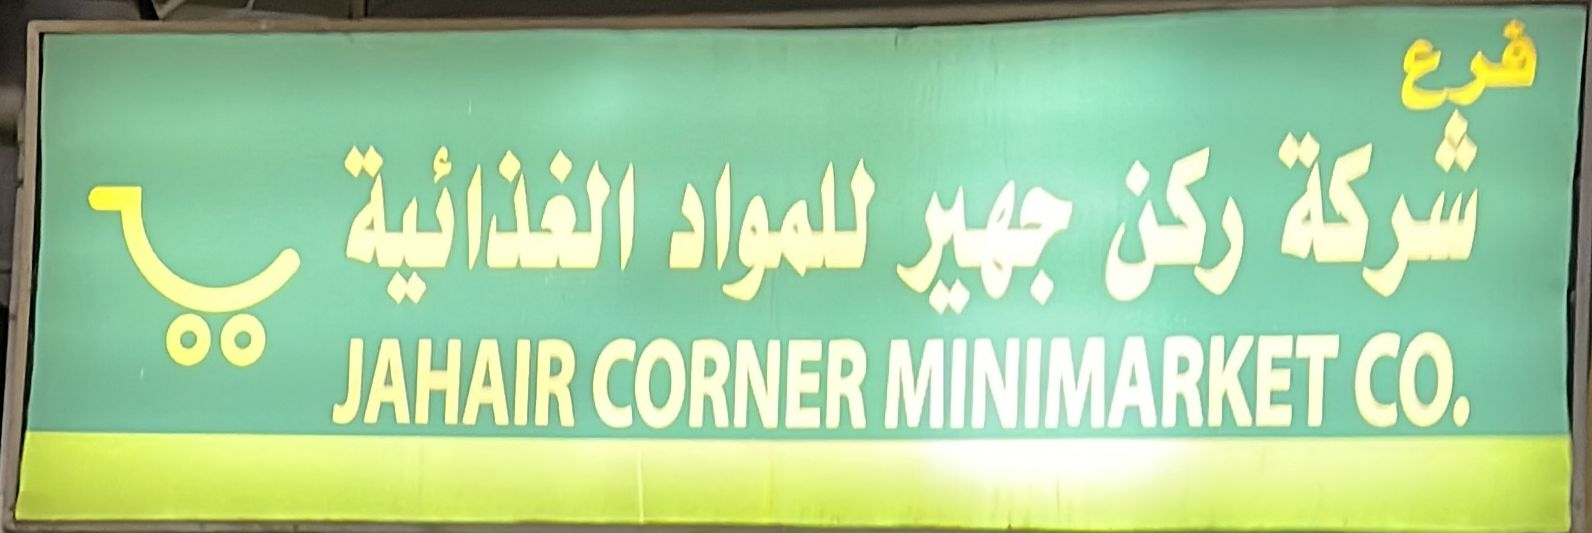 فرع
شركة ركن جهير للمواد الغذائية
JAHAIR CORNER MINIMARKET CO.